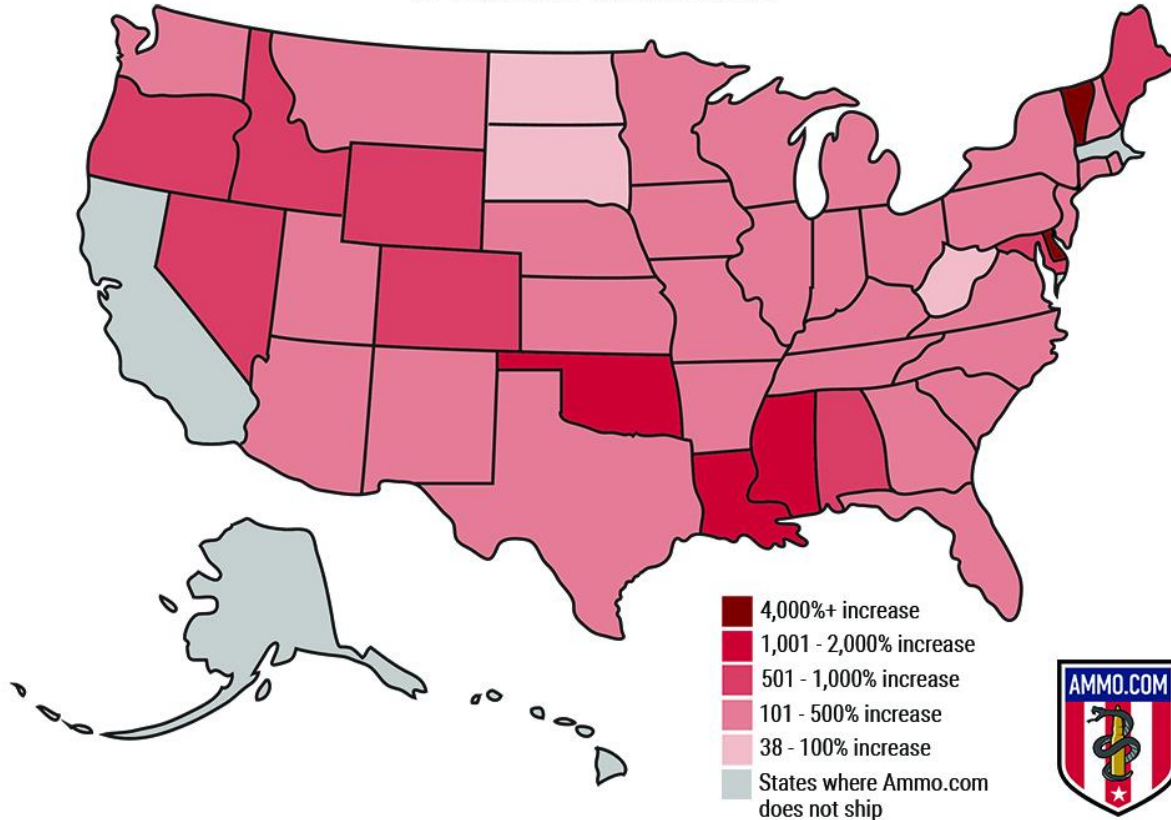 4,000%+ increase
1,001 - 2,000% increase
501 - 1,000% increase
101 - 500% increase
38 - 100% increase
States where Ammo.com
does not ship
AMMO.COM